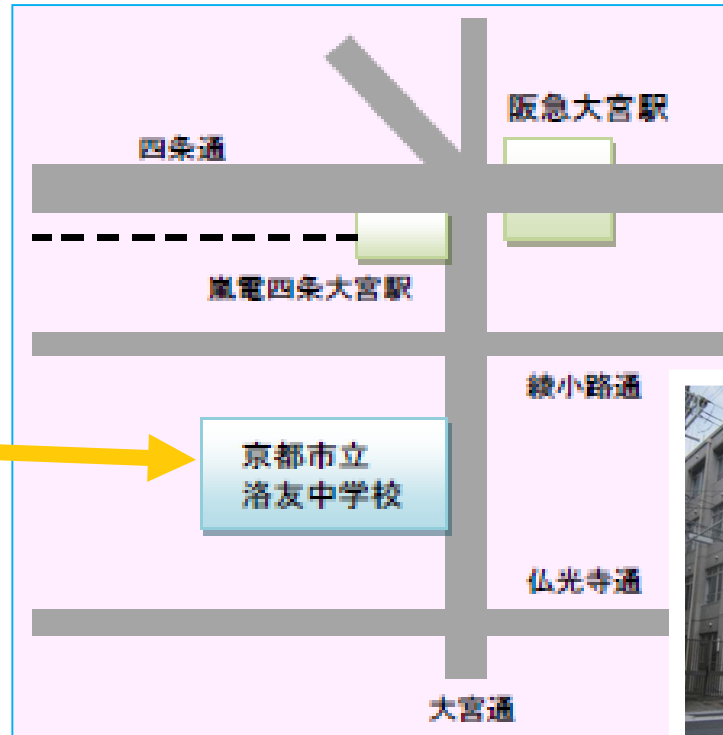 阪急大宮駅
四条通
嵐電四条大宮駅
綾小路通
京都市立
洛友中学校
仏光寺通
大宮通